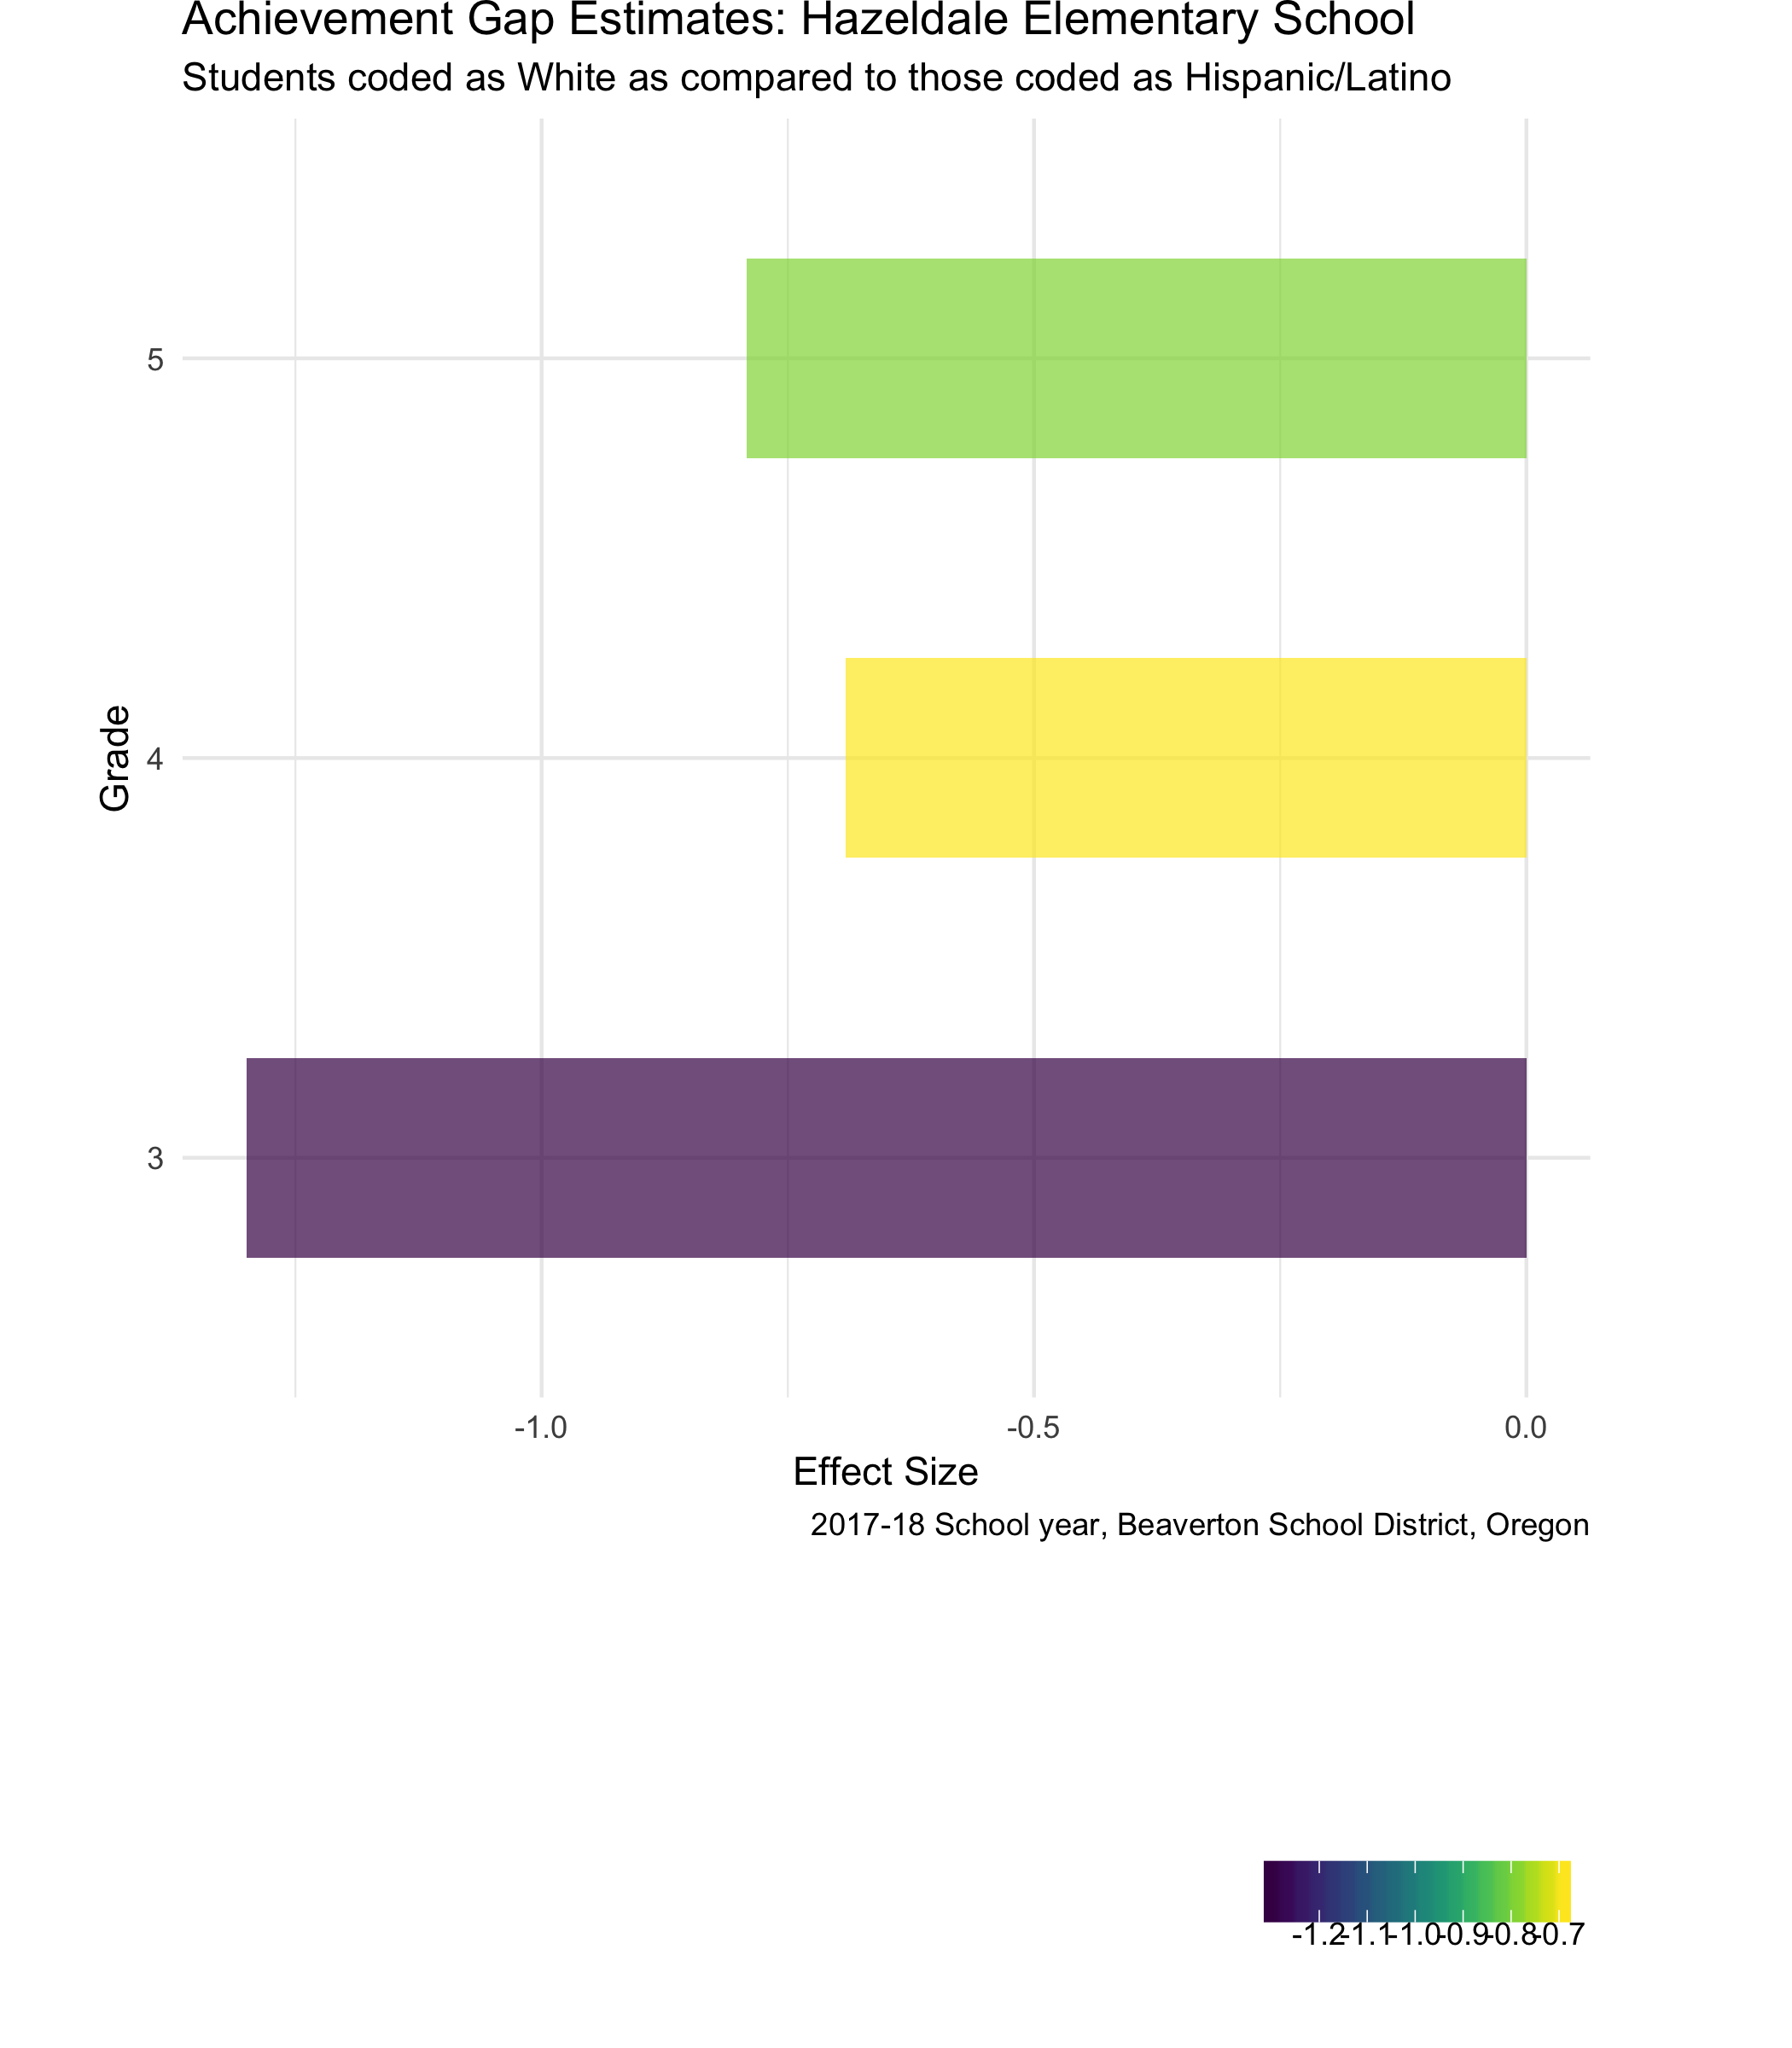 Achievement Gap Estimates: Hazeldale Elementary School
Students coded as White as compared to those coded as Hispanic/Latino
5
4
3
Grade
-1.0 -0.5 0.0
Effect Size
2017-18 School year, Beaverton School District, Oregon
-1.2 -1.1 -1.0 -0.9 -0.8 -0.7